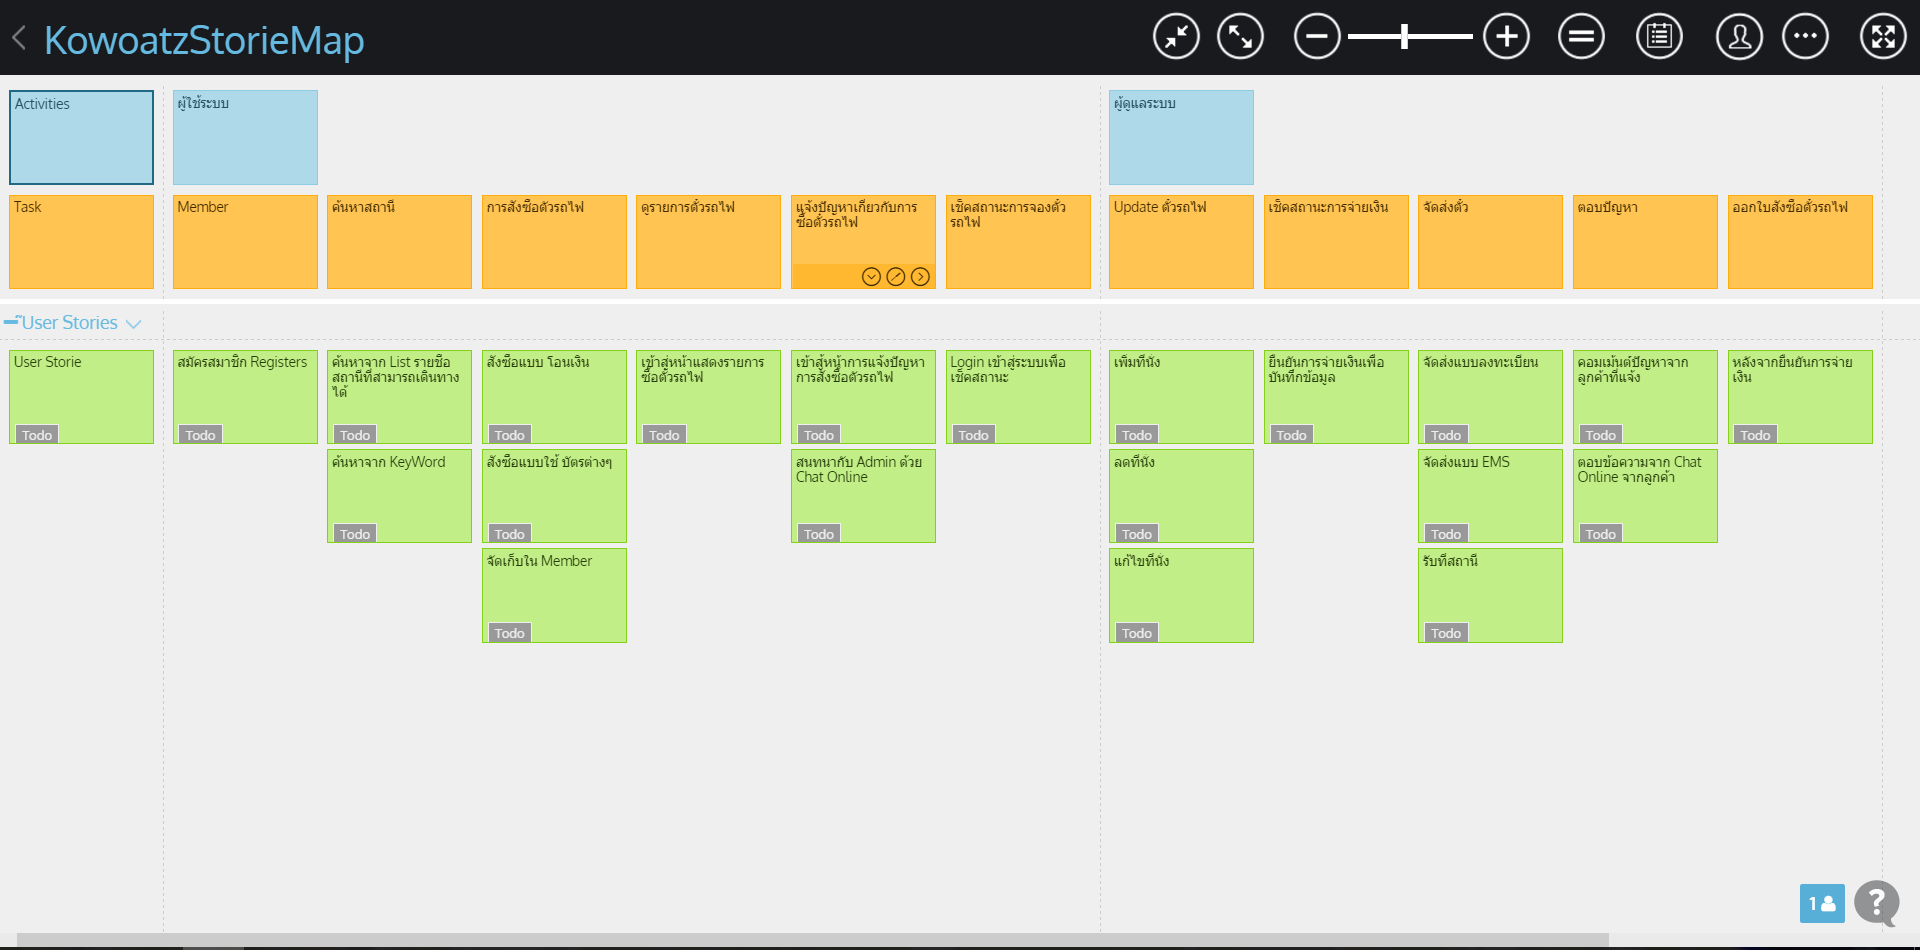 KowoatzStorieMap
Activities
ผู้ใช้ระบบ
ผู้ดูแลระบบ
Task
Member
ค้นหาสถานี
การสั่งซื้อตั๋วรถไฟ
ดูรายการตั๋วรถไฟ
แจ้งปัญหาเกี่ยวกับการ
ซื้อตั๋วรถไฟ
เช็คสถานะการจองตั๋ว
รถไฟ
Update ตั๋วรถไฟ
เช็คสถานะการจ่ายเงิน
จัดส่งตั๋ว
ตอบปัญหา
ออกใบสั่งซื้อตั๋วรถไฟ
User Stories
User Storie
Todo
สมัครสมาชิก Registers
Todo
ค้นหาจาก List รายชื่อ
สถานีที่สามารถเดินทาง
ได้
Todo
สั่งซื้อแบบ โอนเงิน
Todo
เข้าสู่หน้าแสดงรายการ
ซื้อตั๋วรถไฟ
Todo
เข้าสู้หน้าการแจ้งปัญหา
การสั่งซื้อตั๋วรถไฟ
Todo
Login เข้าสู่ระบบเพื่อ
เช็คสถานะ
Todo
เพิ่มที่นั่ง
Todo
ยืนยันการจ่ายเงินเพื่อ
บันทึกข้อมูล
Todo
จัดส่งแบบลงทะเบียน
Todo
คอมเม้นต์ปัญหาจาก
ลูกค้าที่แจ้ง
Todo
หลังจากยืนยันการจ่าย
เงิน
Todo
ค้นหาจาก KeyWord
Todo
สั่งซื้อแบบใช้ บัตรต่างๆ
Todo
สนทนากับ Admin ด้วย
Chat Online
Todo
ลดที่นั่ง
Todo
จัดส่งแบบ EMS
Todo
ตอบข้อความจาก Chat
Online จากลูกค้า
Todo
จัดเก็บใน Member
Todo
แก้ไขที่นั่ง
Todo
รับที่สถานี
Todo
1
?